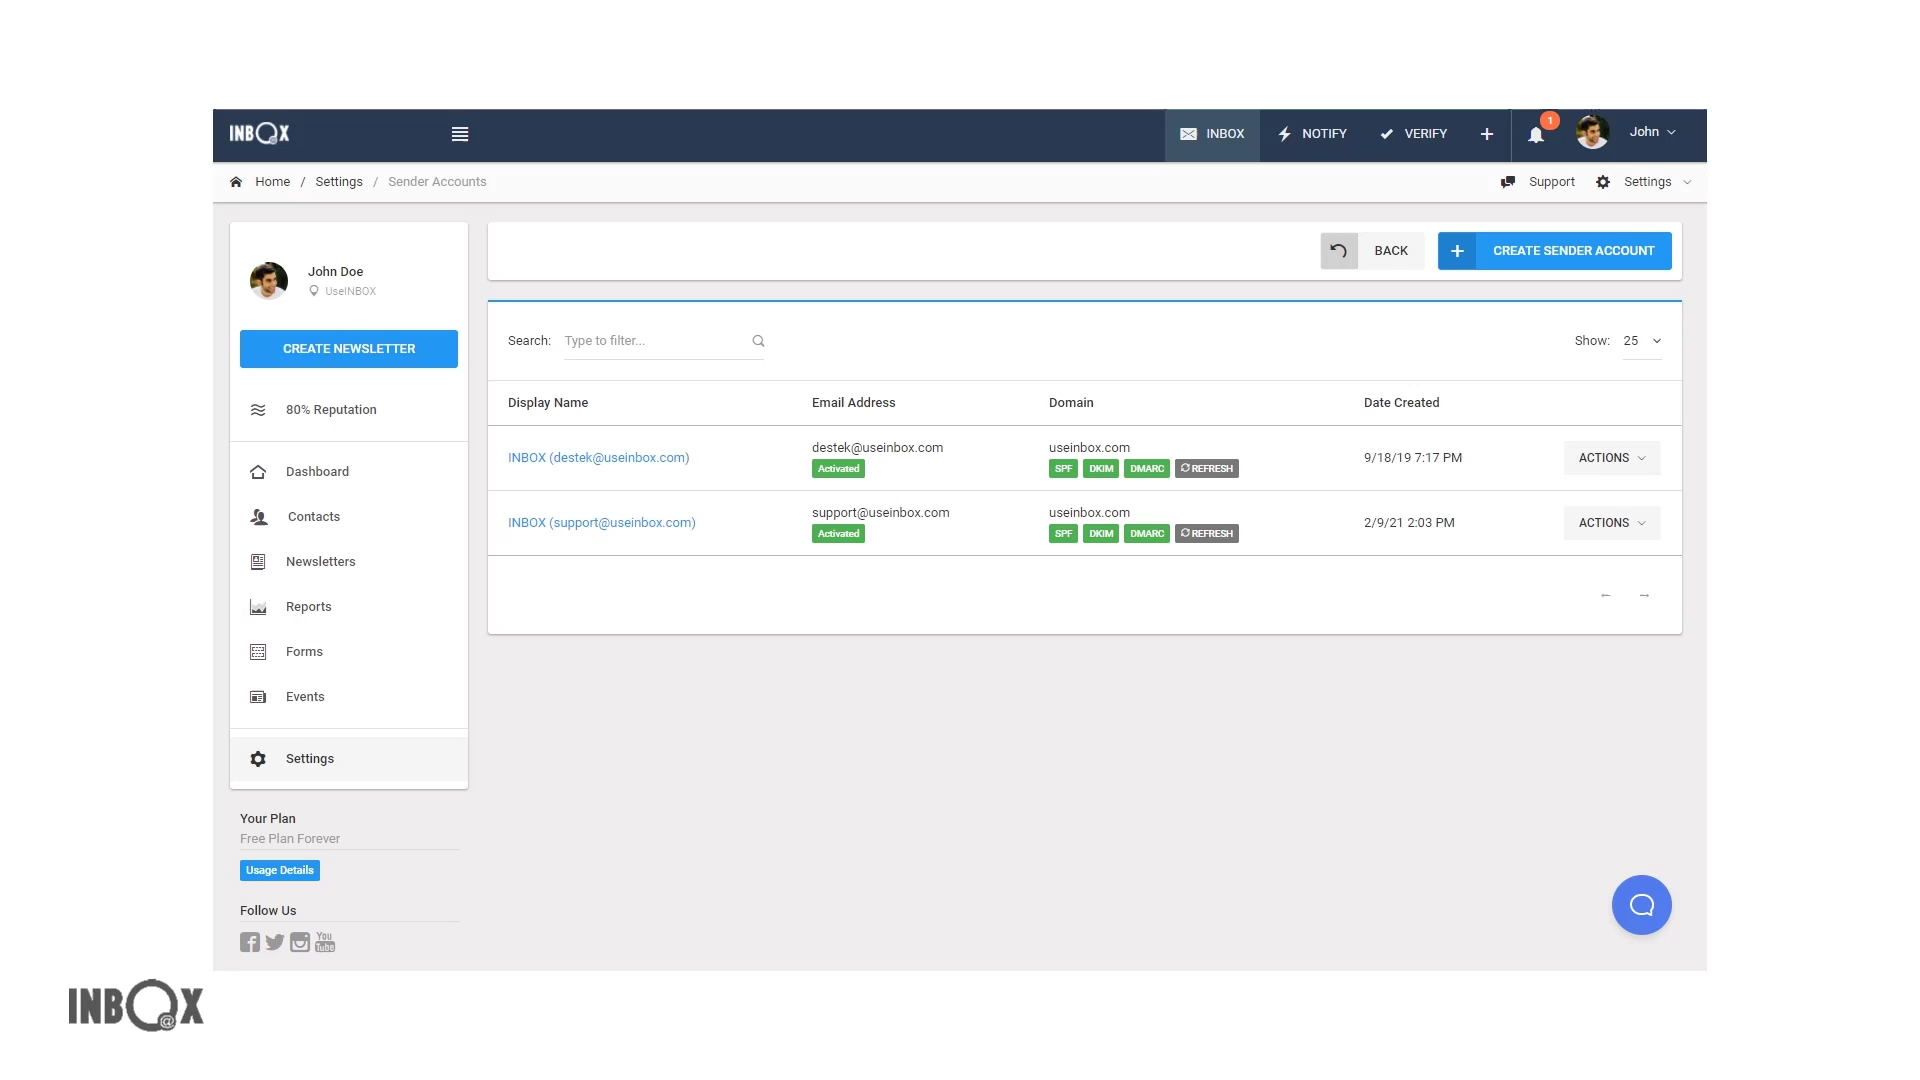 INBOX
INBOX NOTIFY VERIFY 1 John
Home / Settings / Sender Accounts Support Settings
John Doe
UseINBOX
CREATE NEWSLETTER
80% Reputation
Dashboard
Contacts
Newsletters
Reports
Forms
Events
Settings
Your Plan
Free Plan Forever
Usage Details
Follow Us
You Tube
BACK CREATE SENDER ACCOUNT
Search: Type to filter... Show: 25
Display Name Email Address Domain Date Created
INBOX (destek@useinbox.com) destek@useinbox.com useinbox.com 9/18/19 7:17 PM ACTIONS
Activated SPF DKIM DMARC REFRESH
INBOX (support@useinbox.com) support@useinbox.com useinbox.com 2/9/21 2:03 PM ACTIONS
Activated SPF DKIM DMARC REFRESH
← →
INBOX